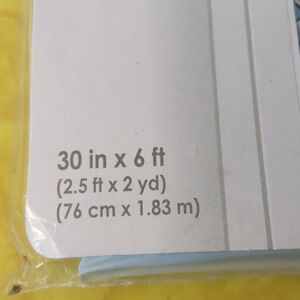 30 in x 6 ft
(2.5 ft x 2 yd)
(76 cm x 1.83 m)